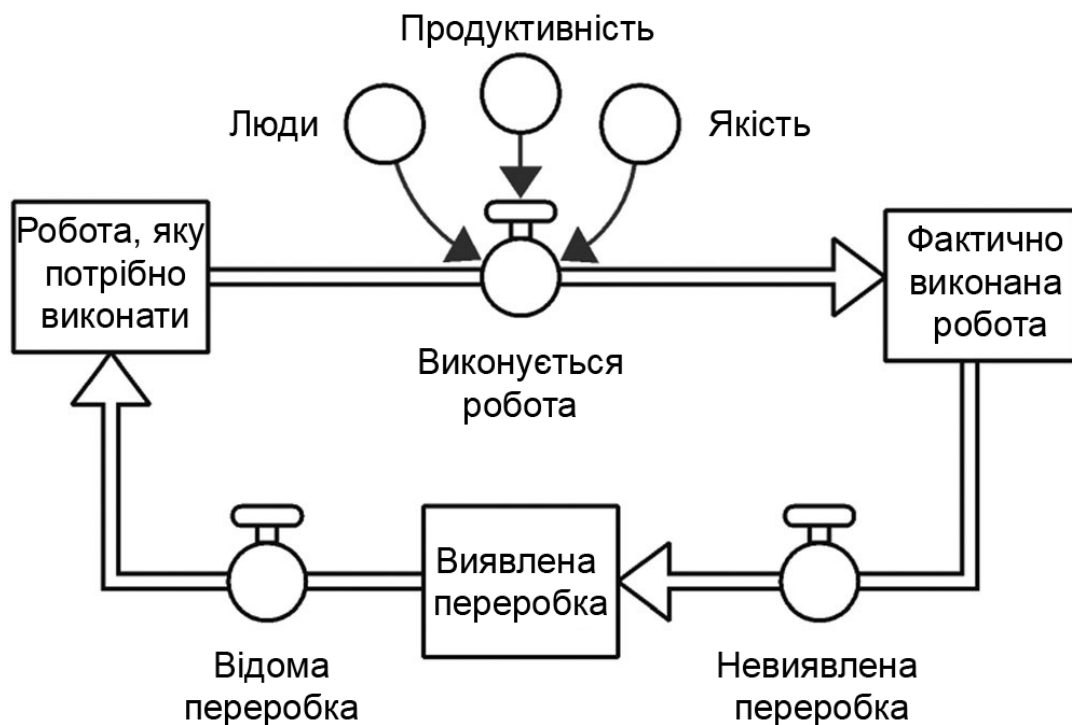 Продуктивність
Люди
Якість
Робота, яку
потрібно
виконати
Фактично
виконана
робота
Виконується
робота
Виявлена
переробка
Відома
переробка
Невиявлена
переробка